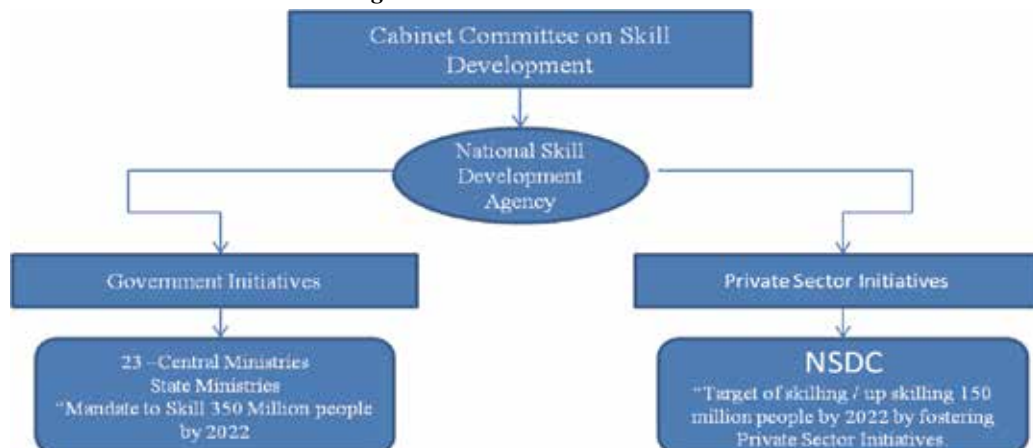 Cabinet Committee on Skill
Development
National Skill
Development
Agency
Government Initiatives
Private Sector Initiatives
23 –Central Ministries
State Ministries
"Mandate to Skill 350 Million people
by 2022
NSDC
"Target of skilling / up skilling 150
million people by 2022 by fostering
Private Sector Initiatives